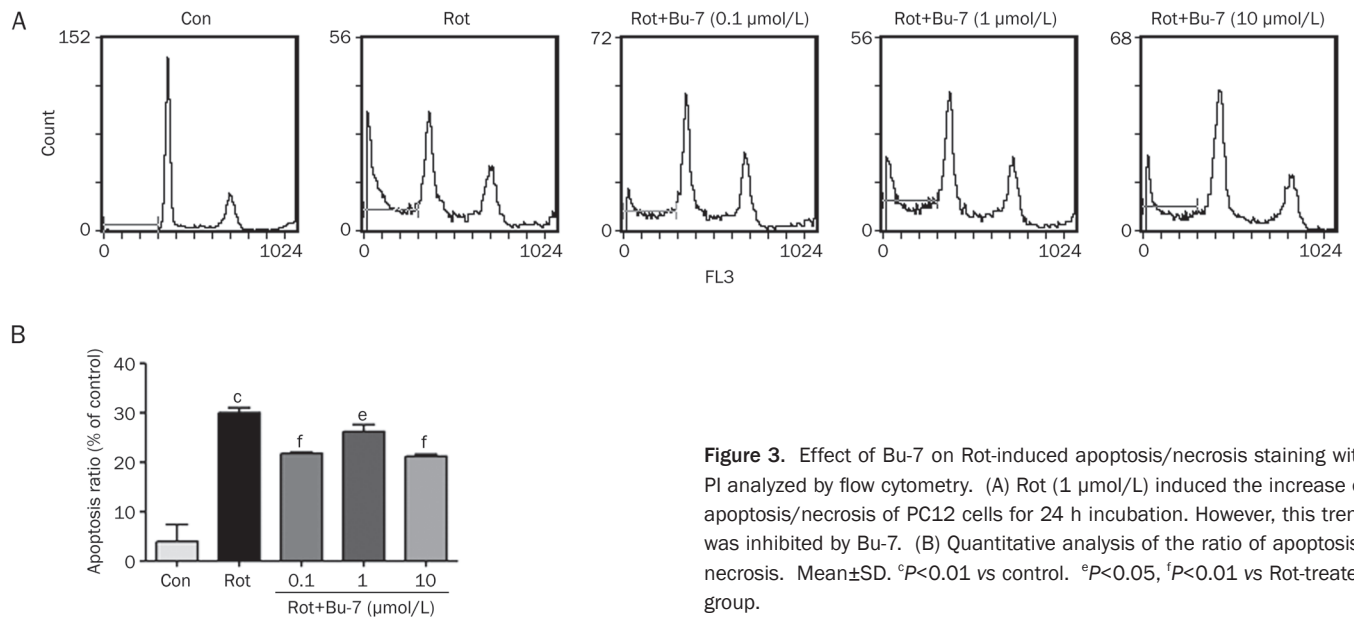 A
Con
Rot
Rot+Bu-7 (0.1 µmol/L)
Rot+Bu-7 (1 µmol/L)
Rot+Bu-7 (10 µmol/L)
152
56
72
56
68
Count
0
0
0
0
0
0 1024
0 1024
0 1024
0 1024
0 1024
FL3
B
Apoptosis ratio (% of control)
40
30
20
10
0
c
f
e
f
Con Rot 0.1 1 10
Rot+Bu-7 (µmol/L)
Figure 3. Effect of Bu-7 on Rot-induced apoptosis/necrosis staining wit
PI analyzed by flow cytometry. (A) Rot (1 µmol/L) induced the increase
apoptosis/necrosis of PC12 cells for 24 h incubation. However, this tren
was inhibited by Bu-7. (B) Quantitative analysis of the ratio of apoptosis
necrosis. Mean±SD. cP<0.01 vs control. eP<0.05, fP<0.01 vs Rot-treate
group.